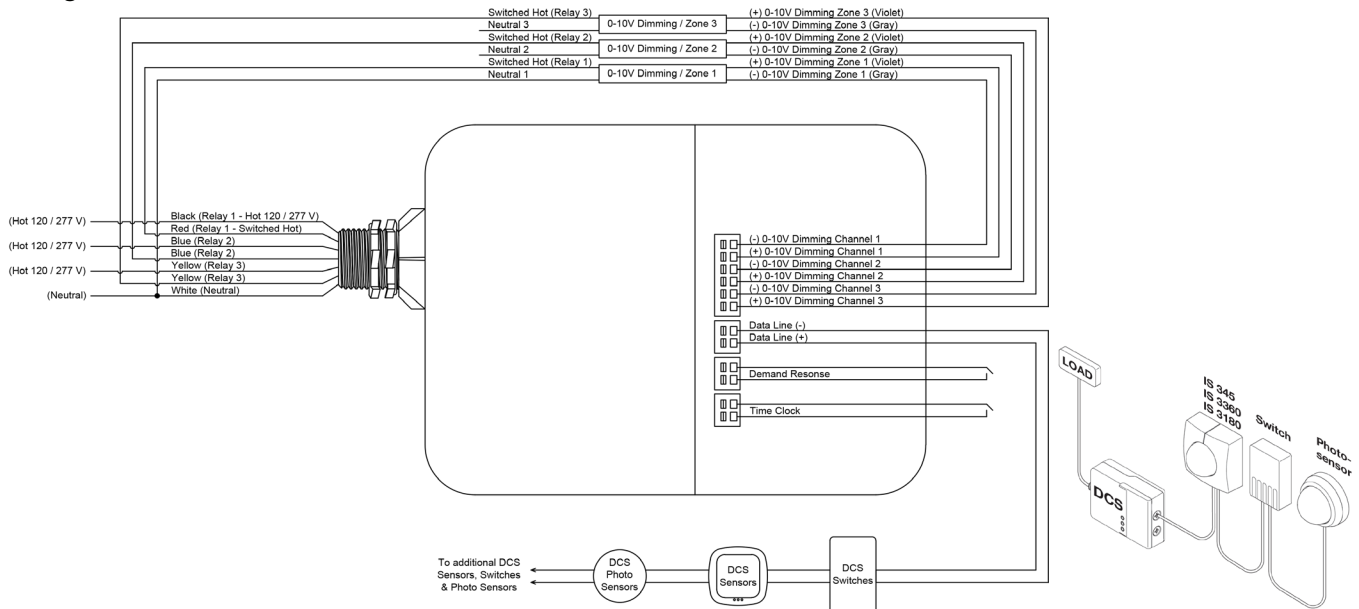 Switched Hot (Relay 3)
Neutral 3
Switched Hot (Relay 2)
Neutral 2
Switched Hot (Relay 1)
Neutral 1
0-10V Dimming / Zone 3
0-10V Dimming / Zone 2
0-10V Dimming / Zone 1
(+) 0-10V Dimming Zone 3 (Violet)
(-) 0-10V Dimming Zone 3 (Gray)
(+) 0-10V Dimming Zone 2 (Violet)
(-) 0-10V Dimming Zone 2 (Gray)
(+) 0-10V Dimming Zone 1 (Violet)
(-) 0-10V Dimming Zone 1 (Gray)
(Hot 120 / 277 V)
(Hot 120 / 277 V)
(Hot 120 / 277 V)
(Neutral)
Black (Relay 1 - Hot 120 / 277 V)
Red (Relay 1 - Switched Hot)
Blue (Relay 2)
Blue (Relay 2)
Yellow (Relay 3)
Yellow (Relay 3)
White (Neutral)
(-) 0-10V Dimming Channel 1
(+) 0-10V Dimming Channel 1
(-) 0-10V Dimming Channel 2
(+) 0-10V Dimming Channel 2
(-) 0-10V Dimming Channel 3
(+) 0-10V Dimming Channel 3
Data Line (-)
Data Line (+)
Demand Resonse
Time Clock
LOAD
DCS
IS 345
IS 3360
IS 3180
Switch
Photo-
sensor
To additional DCS
Sensors, Switches
& Photo Sensors
DCS
Photo
Sensors
DCS
Sensors
DCS
Switches